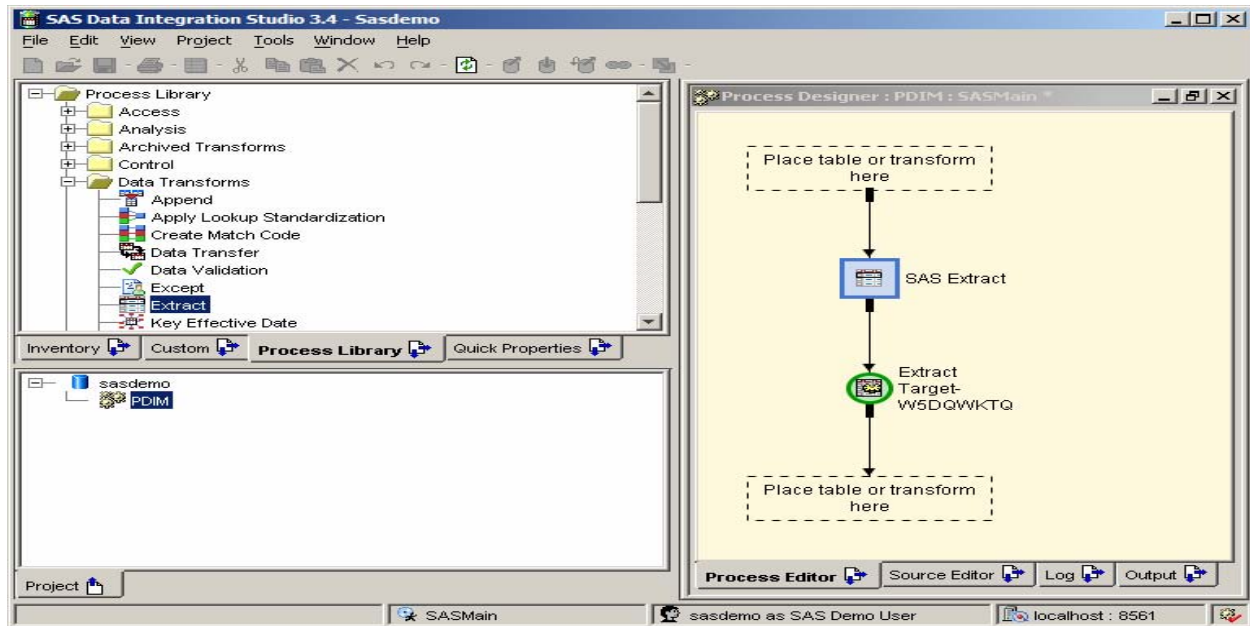 SAS Data Integration Studio 3.4 - Sasdemo
File Edit View Project Tools Window Help
Process Library
Access
Analysis
Archived Transforms
Control
Data Transforms
Append
Apply Lookup Standardization
Create Match Code
Data Transfer
Data Validation
Except
Extract
Key Effective Date
Inventory Custom Process Library Quick Properties
sasdemo
PDIM
Project
Process Designer : PDIM : SASMain *
Place table or transform
here
SAS Extract
Extract
Target-
W5DQWKTQ
Place table or transform
here
Process Editor Source Editor Log Output
SASMain
sasdemo as SAS Demo User
localhost : 8561